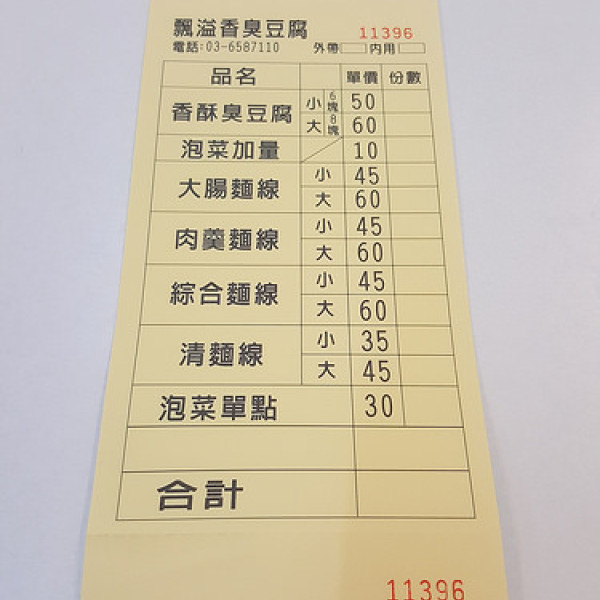 飄溢香臭豆腐 11396
電話:03-6587110 外帶 內用
品名 單價 份數
香酥臭豆腐 小 6塊 50
大 8塊 60
泡菜加量 10
大腸麵線 小 45
大 60
肉羹麵線 小 45
大 60
綜合麵線 小 45
大 60
清麵線 小 35
大 45
泡菜單點 30
合計
11396